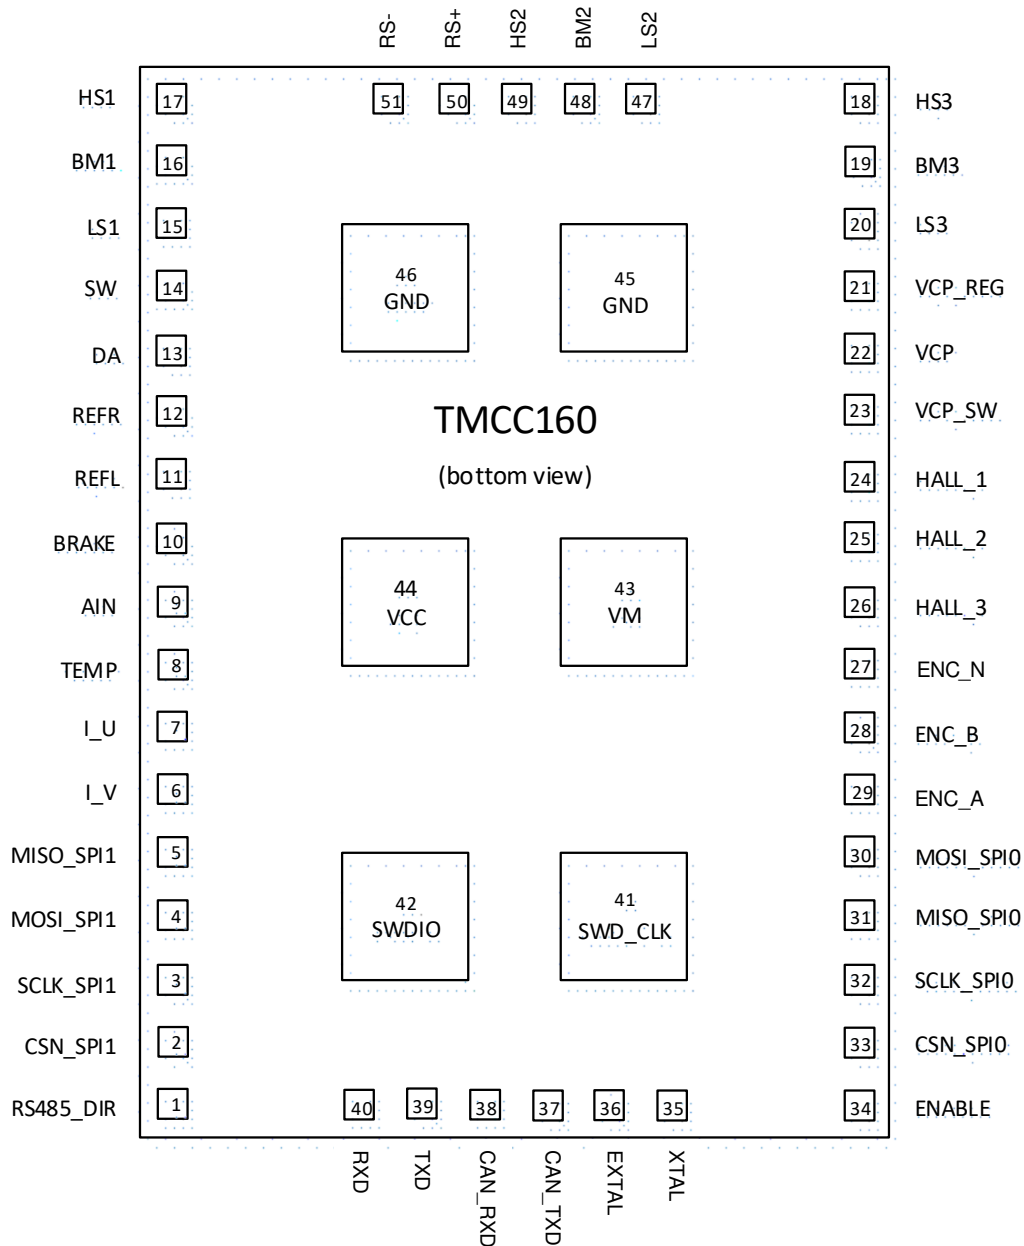 RS-
RS+
HS2
BM2
LS2
HS1
17
51
50
49
48
47
18
HS3
BM1
16
19
BM3
LS1
15
20
LS3
SW
14
46
GND
45
GND
21
VCP_REG
DA
13
22
VCP
REFR
12
TMCC160
23
VCP_SW
REFL
11
(bottom view)
24
HALL_1
BRAKE
10
25
HALL_2
AIN
9
44
VCC
43
VM
26
HALL_3
TEMP
8
27
ENC_N
I_U
7
28
ENC_B
I_V
6
29
ENC_A
MISO_SPI1
5
30
MOSI_SPI0
MOSI_SPI1
4
42
SWDIO
41
SWD_CLK
31
MISO_SPI0
SCLK_SPI1
3
32
SCLK_SPI0
CSN_SPI1
2
33
CSN_SPI0
RS485_DIR
1
40
39
38
37
36
35
34
ENABLE
RXD
TXD
CAN_RXD
CAN_TXD
EXTAL
XTAL